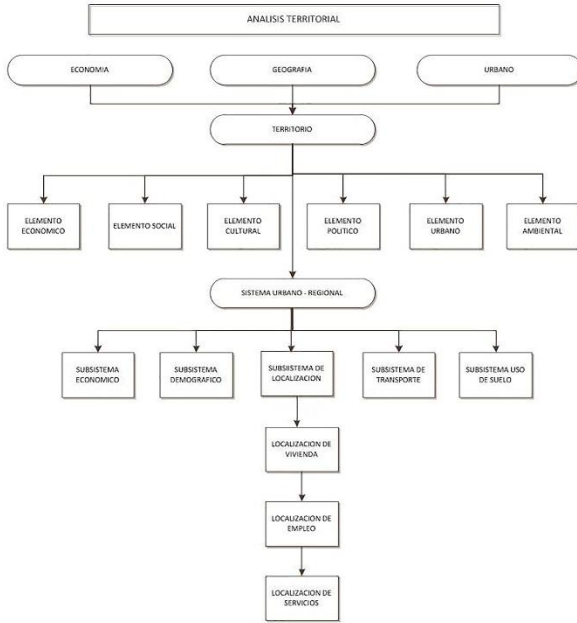 ANALISIS TERRITORIAL
ECONOMIA
GEOGRAFIA
URBANO
TERRITORIO
ELEMENTO
ECONOMICO
ELEMENTO SOCIAL
ELEMENTO
CULTURAL
ELEMENTO
POLITICO
ELEMENTO
URBANO
ELEMENTO
AMBIENTAL
SISTEMA URBANO - REGIONAL
SUBSISTEMA
ECONOMICO
SUBSISTEMA
DEMOGRAFICO
SUBSISTEMA DE
LOCALIZACION
SUBSISTEMA DE
TRANSPORTE
SUBSISTEMA USO
DE SUELO
LOCALIZACION DE
VIVIENDA
LOCALIZACION DE
EMPLEO
LOCALIZACION DE
SERVICIOS